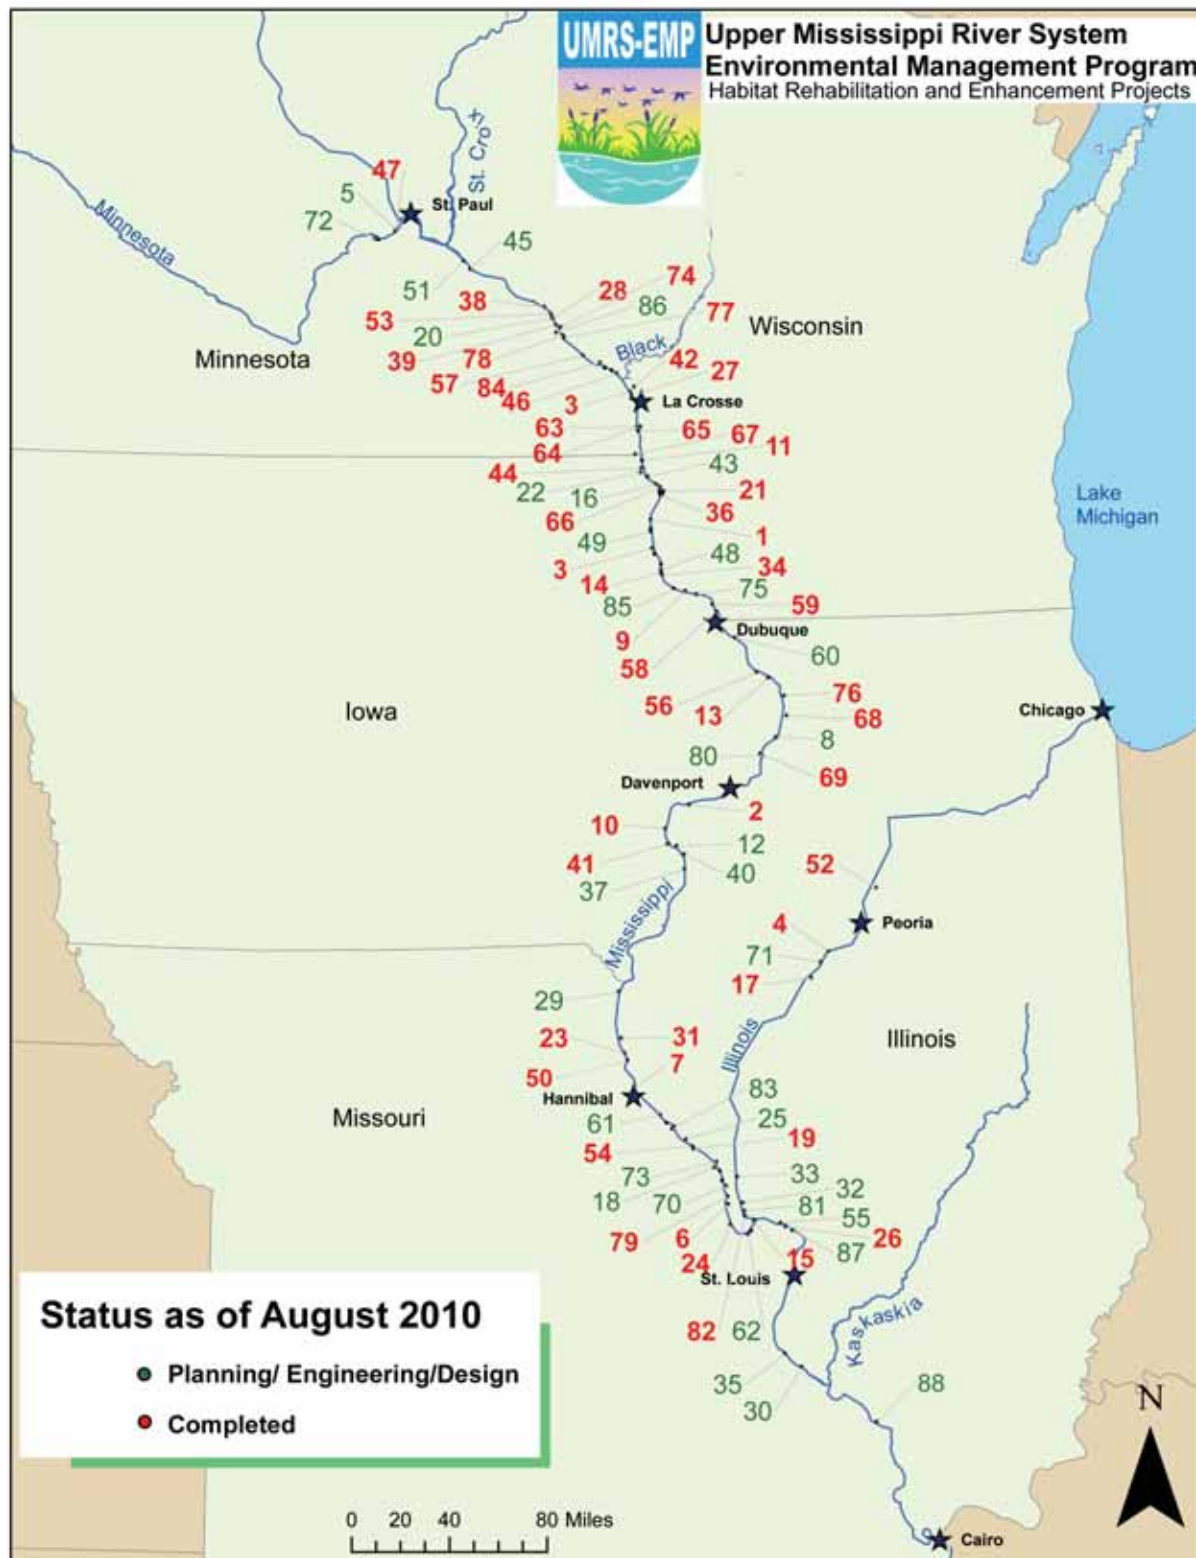 UMRS-EMP
Upper Mississippi River System
Environmental Management Program
Habitat Rehabilitation and Enhancement Projects
St. Croix
47
5
St. Paul
72
Minnesota
45
51
38
28
74
86
53
20
77
Wisconsin
Black
39
78
Minnesota
42
57
84
46
27
3
La Crosse
63
65
67
64
11
44
43
22
16
21
Lake
Michigan
66
36
49
1
48
3
34
14
75
85
59
9
Dubuque
58
60
56
76
Iowa
13
68
Chicago
8
80
69
Davenport
2
10
12
41
40
52
37
Mississippi
Peoria
4
71
17
29
Illinois
23
31
Illinois
50
7
Hannibal
83
61
25
Missouri
54
19
73
33
18
70
32
81
55
79
6
26
24
15
87
St. Louis
82
62
Kaskaskia
35
30
88
Status as of August 2010
Planning/ Engineering/Design
Completed
N
0 20 40 80 Miles
Cairo